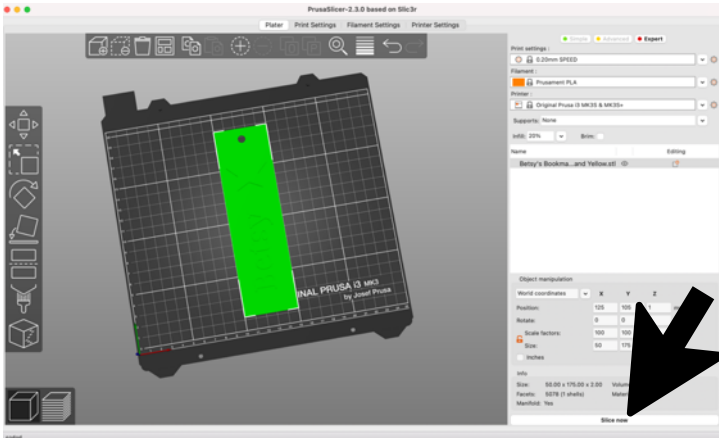 PrusaSlicer-2.3.0 based on Slic3r
Plater Print Settings Filament Settings Printer Settings
Simple Advanced Expert
Print settings :
0.20mm SPEED
Filament :
Prusament PLA
Printer :
Original Prusa i3 MK3S & MK3S+
Supports: None
Infill: 20% Brim:
Name Editing
Betsy's Bookma...and Yellow.stl
INAL PRUSA i3 MK3
by Josef Prusa
Object manipulation
World coordinates X Y Z
Position: 125 105 1
Rotate: 0 0
Scale factors: 100 100
Size: 50 175
Inches
Info
Size: 50.00 x 175.00 x 2.00 Volum
Facets: 5078 (1 shells) Mater
Manifold: Yes
Slice now